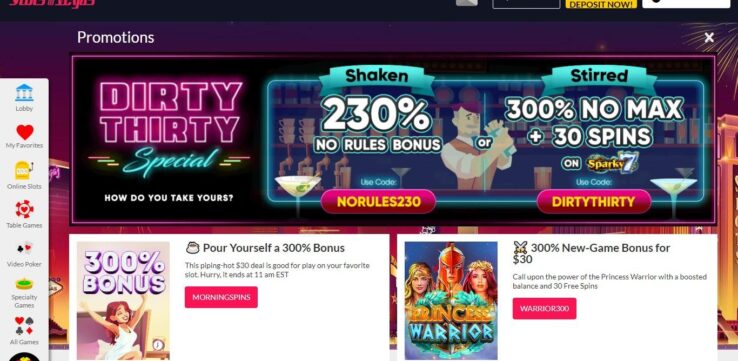 DEPOSIT NOW!
Promotions
DIRTY
THIRTY
Special
HOW DO YOU TAKE YOURS?
Shaken
230%
NO RULES BONUS
Use Code:
NORULES230
or
Stirred
300% NO MAX
+ 30 SPINS
ON Sparky 7
Use Code:
DIRTYTHIRTY
Lobby
My Favorites
Online Slots
Table Games
Video Poker
Specialty
Games
All Games
300%
BONUS
Pour Yourself a 300% Bonus
This piping-hot $30 deal is good for play on your favorite
slot. Hurry, it ends at 11 am EST
MORNINGSPINS
PRINCESS
WARRIOR
300% New-Game Bonus for
$30
Call upon the power of the Princess Warrior with a boosted
balance and 30 Free Spins
WARRIOR300